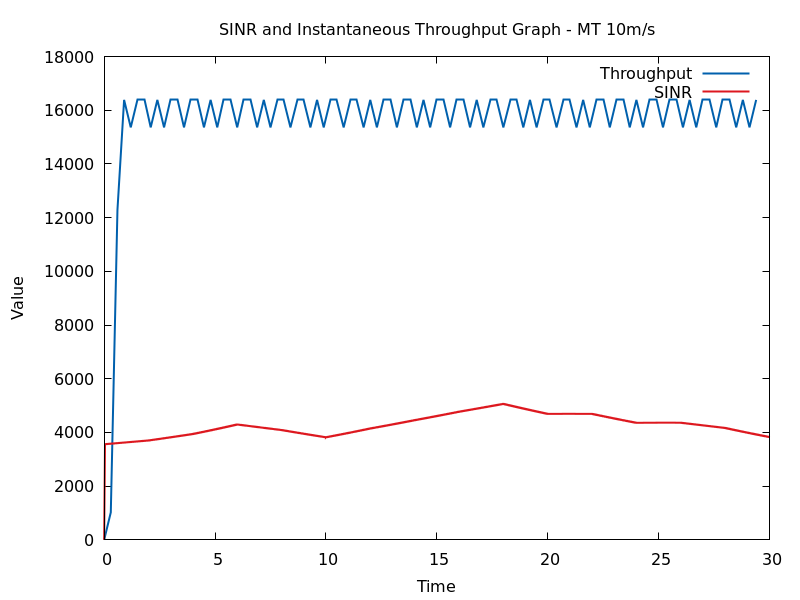 SINR and Instantaneous Throughput Graph - MT 10m/s
18000
16000
14000
12000
10000
8000
6000
4000
2000
0
Throughput
SINR
Value
0 5 10 15 20 25 30
Time